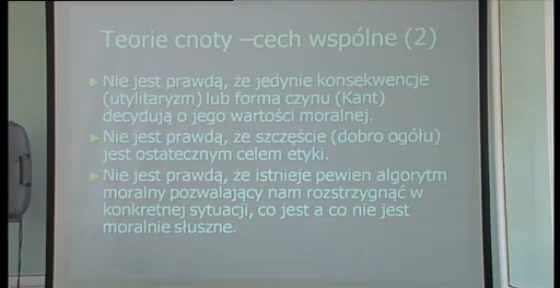 Teorie cnoty –cech wspólne (2)
Nie jest prawdą, że jedynie konsekwencje
(utylitaryzm) lub forma czynu (Kant)
decydują o jego wartości moralnej.
Nie jest prawdą, że szczęście (dobro ogółu)
jest ostatecznym celem etyki.
Nie jest prawdą, że istnieje pewien algorytm
moralny pozwalający nam rozstrzygnąć w
konkretnej sytuacji, co jest a co nie jest
moralnie słuszne.